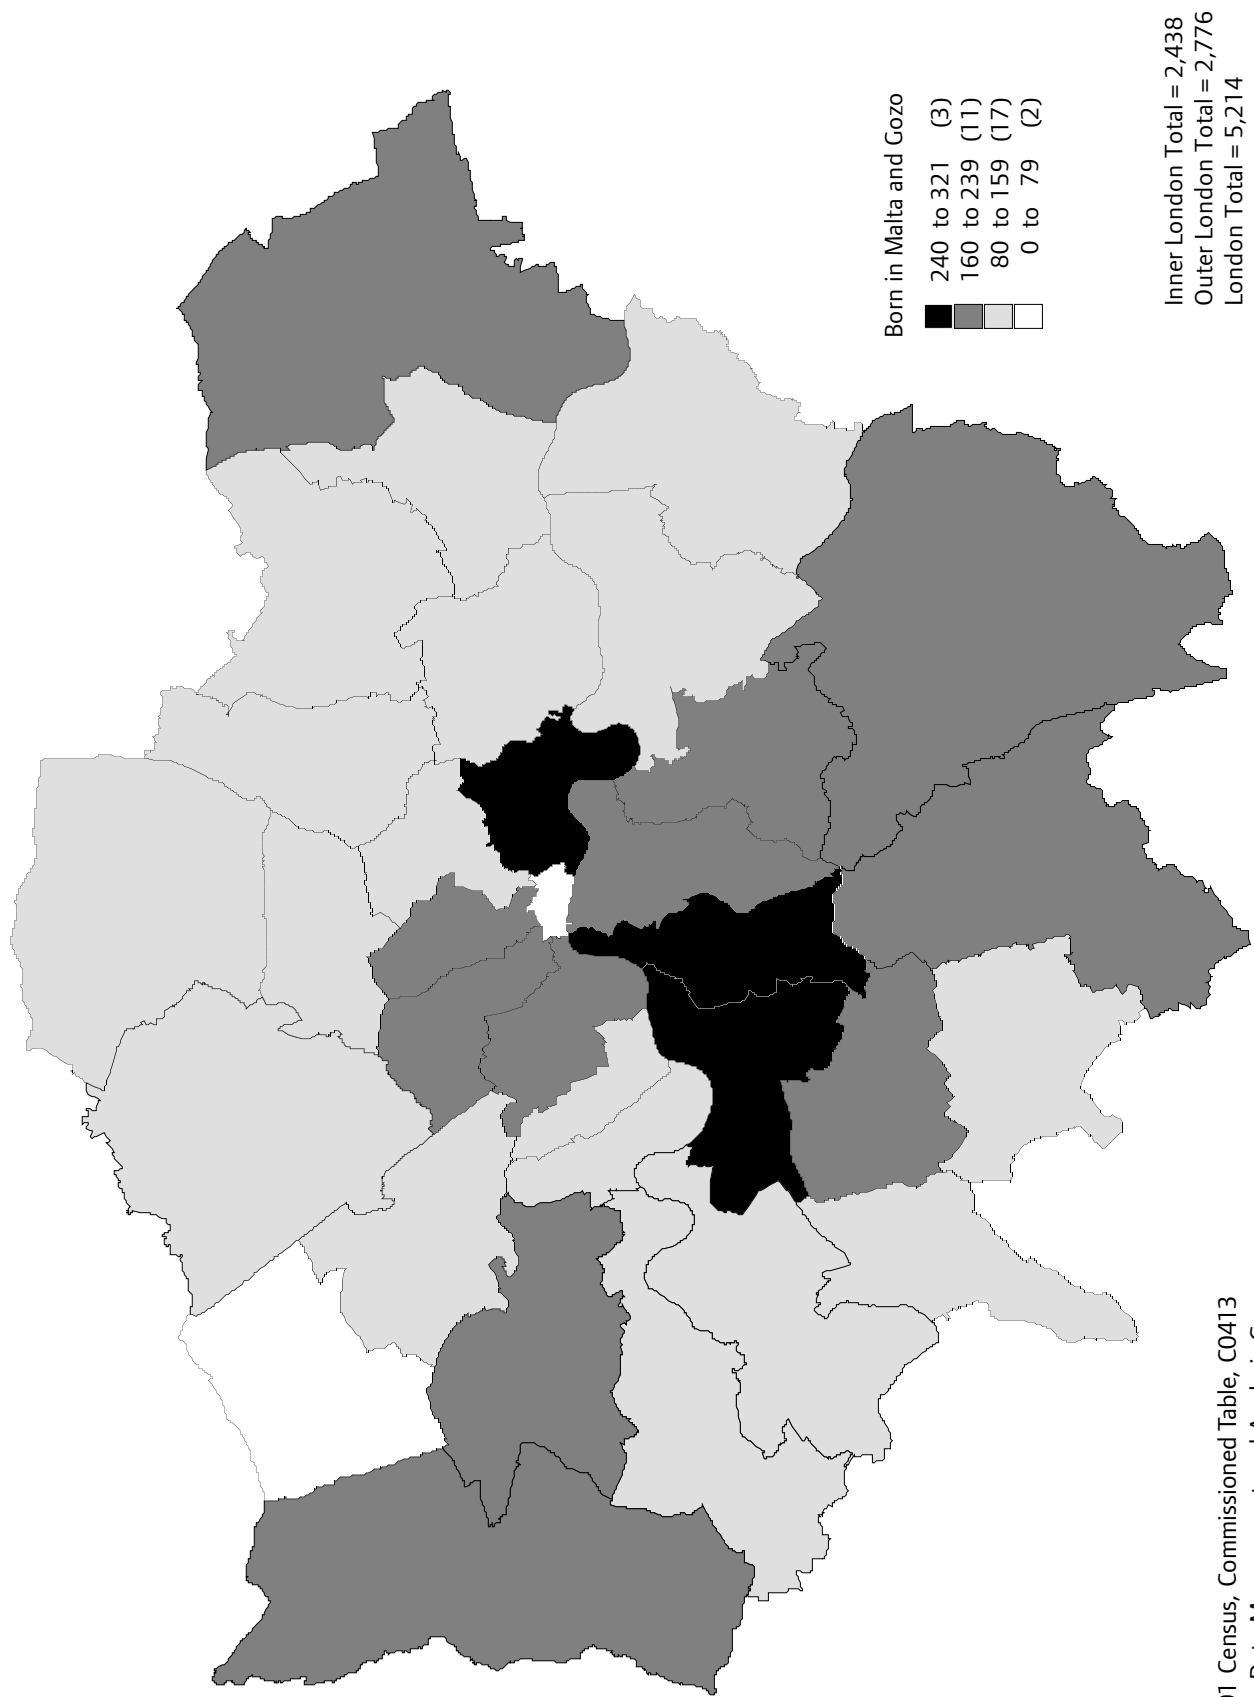 Born in Malta and Gozo
240 to 321 (3)
160 to 239 (11)
80 to 159 (17)
0 to 79 (2)
Inner London Total = 2,438
Outer London Total = 2,776
London Total = 5,214
Census, Commissioned Table, C0413